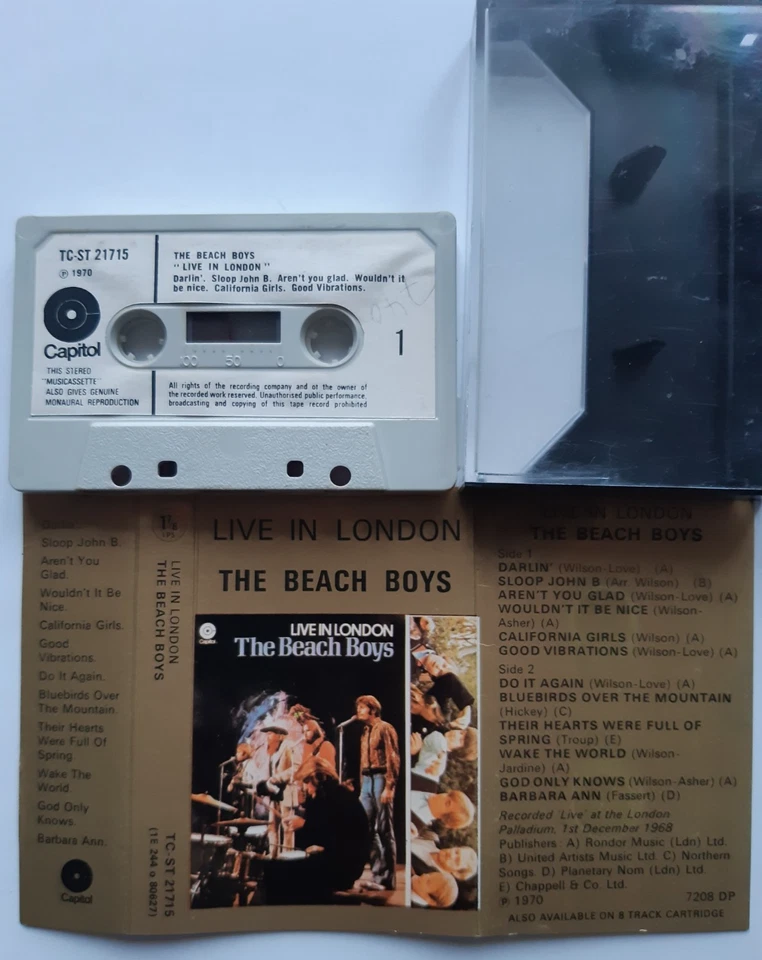 TC-ST 21715
Ⓟ 1970
Capitol
THIS STEREO
"MUSICASSETTE"
ALSO GIVES GENUINE
MONAURAL REPRODUCTION
THE BEACH BOYS
" LIVE IN LONDON "
Darlin'. Sloop John B. Aren't you glad. Wouldn't it
be nice. California Girls. Good Vibrations.
1
100 50 0
All rights of the recording company and ot the owner of
the recorded work reserved. Unauthorised public performance,
broadcasting and copying of this tape record prohibited
Sloop John B.
Aren't You
Glad.
Wouldn't It Be
Nice.
California Girls.
Good
Vibrations.
Do It Again.
Bluebirds Over
The Mountain.
Their Hearts
Were Full Of
Spring.
Wake The
World.
God Only
Knows.
Barbara Ann.
Capitol
LIVE IN LONDON
THE BEACH BOYS
TC-ST 21715
(1E 244 o 80627)
LIVE IN LONDON
THE BEACH BOYS
Capitol
LIVE IN LONDON
The Beach Boys
LIVE IN LONDON
THE BEACH BOYS
Side 1
DARLIN' (Wilson-Love) (A)
SLOOP JOHN B (Arr. Wilson) (B)
AREN'T YOU GLAD (Wilson-Love) (A)
WOULDN'T IT BE NICE (Wilson-
Asher) (A)
CALIFORNIA GIRLS (Wilson) (A)
GOOD VIBRATIONS (Wilson-Love) (A)
Side 2
DO IT AGAIN (Wilson-Love) (A)
BLUEBIRDS OVER THE MOUNTAIN
(Hickey) (C)
THEIR HEARTS WERE FULL OF
SPRING (Troup) (E)
WAKE THE WORLD (Wilson-
Jardine) (A)
GOD ONLY KNOWS (Wilson-Asher) (A)
BARBARA ANN (Fassert) (D)
Recorded 'Live' at the London
Palladium, 1st December 1968
Publishers: A) Rondor Music (Ldn) Ltd.
B) United Artists Music Ltd. C) Northern
Songs. D) Planetary Nom (Ldn) Ltd.
E) Chappell & Co. Ltd.
Ⓟ 1970 7208 DP
ALSO AVAILABLE ON 8 TRACK CARTRIDGE